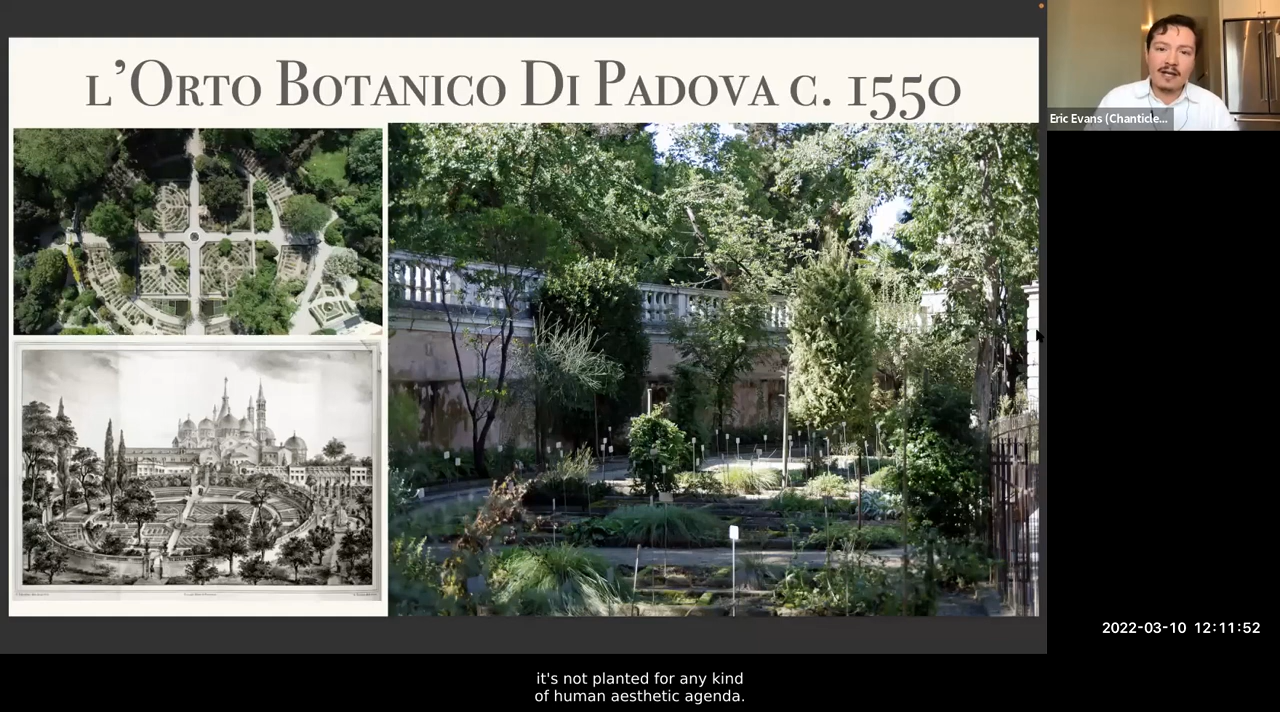 L'Orto Botanico Di Padova c. 1550
Eric Evans (Chanticle...
2022-03-10 12:11:52
it's not planted for any kind
of human aesthetic agenda.